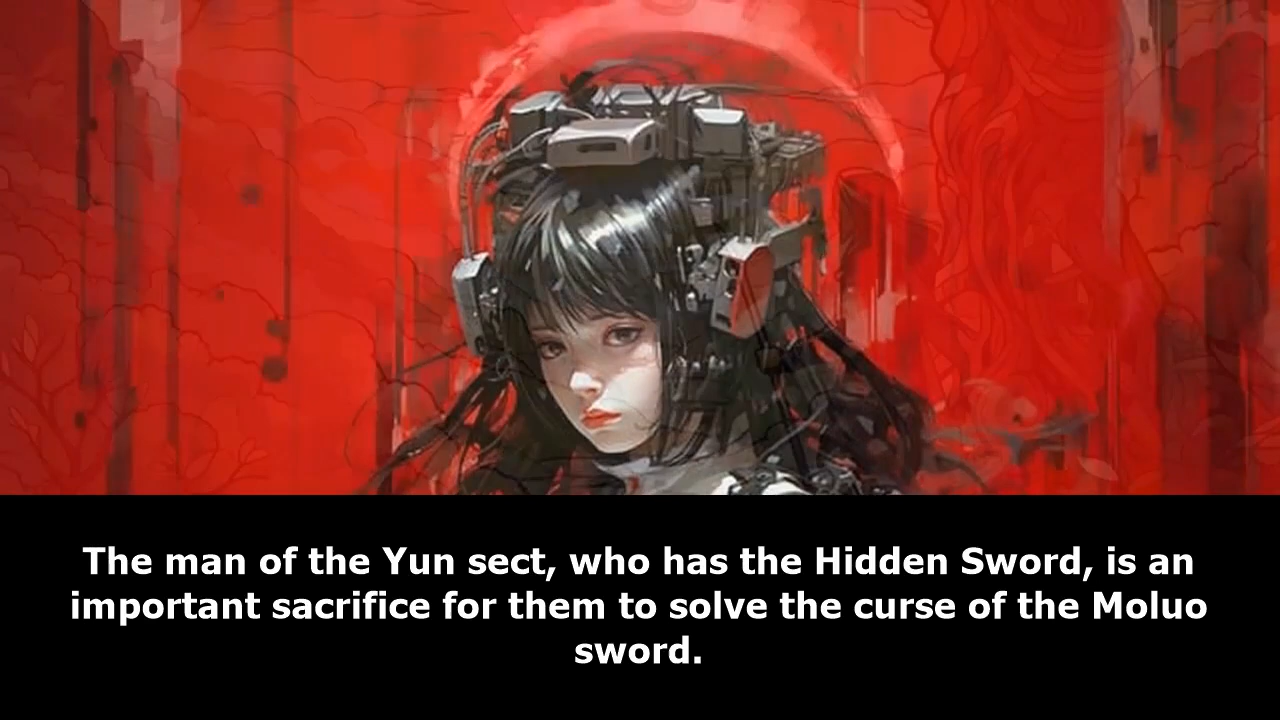 The man of the Yun sect, who has the Hidden Sword, is an
important sacrifice for them to solve the curse of the Moluo
sword.